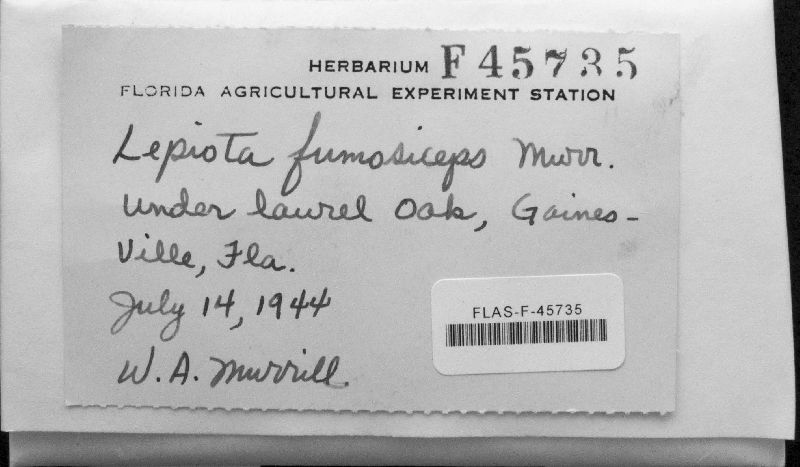 HERBARIUM F45735
FLORIDA AGRICULTURAL EXPERIMENT STATION
Lepiota fumosiceps Murr.
Under laurel oak, Gaines-
ville, Fla.
July 14, 1944
W. A. Murrill.
FLAS-F-45735